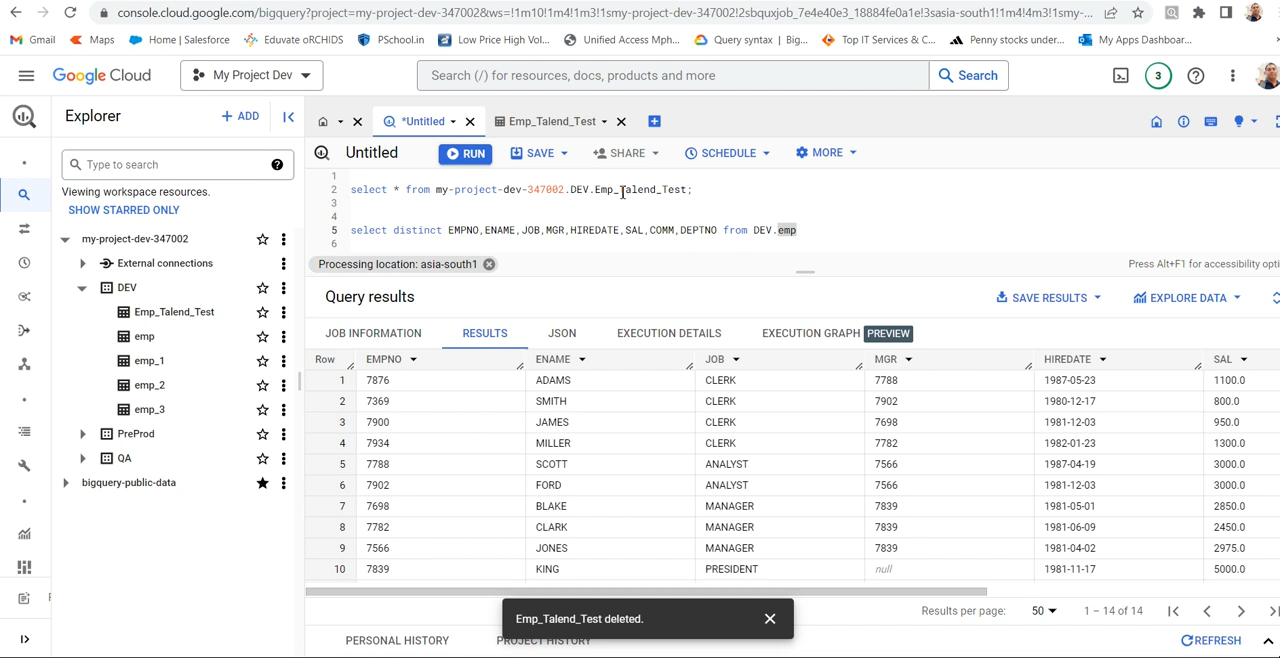 console.cloud.google.com/bigquery?project=my-project-dev-347002&ws=!1m10!1m4!1m3!1smy-project-dev-347002!2sbquxjob_7e4e40e3_18884fe0a1e!3sasia-south1!1m4!4m3!1smy-...
Gmail Maps Home | Salesforce Eduvate oRCHIDS PSchool.in Low Price High Vol... Unified Access Mph... Query syntax | Big... Top IT Services & C... Penny stocks under... My Apps Dashboar...
Google Cloud My Project Dev Search (/) for resources, docs, products and more Search 3
Explorer + ADD
*Untitled Emp_Talend_Test
Untitled RUN SAVE SHARE SCHEDULE MORE
Type to search
Viewing workspace resources.
SHOW STARRED ONLY
my-project-dev-347002
External connections
DEV
Emp_Talend_Test
emp
emp_1
emp_2
emp_3
PreProd
QA
bigquery-public-data
1
2 select * from my-project-dev-347002.DEV.Emp_Talend_Test;
3
4
5 select distinct EMPNO,ENAME,JOB,MGR,HIREDATE,SAL,COMM,DEPTNO from DEV.emp
6
Processing location: asia-south1 Press Alt+F1 for accessibility opti
Query results SAVE RESULTS EXPLORE DATA
JOB INFORMATION RESULTS JSON EXECUTION DETAILS EXECUTION GRAPH PREVIEW
Row EMPNO ENAME JOB MGR HIREDATE SAL
1 7876 ADAMS CLERK 7788 1987-05-23 1100.0
2 7369 SMITH CLERK 7902 1980-12-17 800.0
3 7900 JAMES CLERK 7698 1981-12-03 950.0
4 7934 MILLER CLERK 7782 1982-01-23 1300.0
5 7788 SCOTT ANALYST 7566 1987-04-19 3000.0
6 7902 FORD ANALYST 7566 1981-12-03 3000.0
7 7698 BLAKE MANAGER 7839 1981-05-01 2850.0
8 7782 CLARK MANAGER 7839 1981-06-09 2450.0
9 7566 JONES MANAGER 7839 1981-04-02 2975.0
10 7839 KING PRESIDENT null 1981-11-17 5000.0
Results per page: 50 1 – 14 of 14
Emp_Talend_Test deleted.
PERSONAL HISTORY PROJECT HISTORY REFRESH